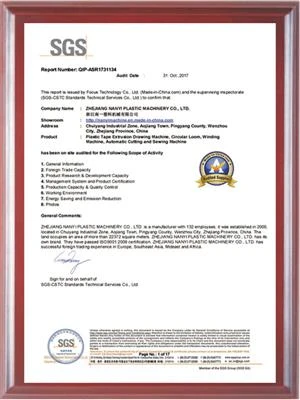 SGS
Report Number: QIP-ASR1731134
Audit Date : 31 Oct.,2017
This report is issued by Focus Technology Co., Ltd. (Made-in-China.com) and the supervising inspectorate
(SGS-CSTC Standards Technical Services Co., Ltd.) to confirm that:
Company : ZHEJIANG NANYI PLASTIC MACHINERY CO., LTD.
浙江南一塑料机械有限公司
Showroom : http://nanyimachine.en.made-in-china.com
Address : Chuiyang Industrial Zone, Aojiang Town, Pingyang County, Wenzhou
City, Zhejiang Province, China
Products : Plastic Tape Extrusion Drawing Machine, Circular Loom, Winding
Machine, Automatic Cutting and Sewing Machine
has been on site audited for the following Scope of Activity
1. General Information
2. Foreign Trade Capacity
3. Product Research & Development Capacity
4. Management System and Product Certification
5. Production Capacity & Quality Control
6. Working Environment
7. Energy Saving and Emission Reduction
8. Photos
Audited Supplier
General Comments:
ZHEJIANG NANYI PLASTIC MACHINERY CO., LTD. is a manufacturer with 132 employees, it was established in 2009,
located in Chuiyang Industrial Zone, Aojiang Town, Pingyang County, Wenzhou City, Zhejiang Province, China. The
land occupies an area of more than 22372 square meters. ZHEJIANG NANYI PLASTIC MACHINERY CO., LTD. has its
own brand. They have passed ISO9001:2008 certification. ZHEJIANG NANYI PLASTIC MACHINERY CO., LTD. has
successful foreign trading experience in Europe, Southeast Asia, Mideast and Africa.
Sign for and on behalf of
SGS-CSTC Standards Technical Services Co., Ltd.
Page No.: 1 of 17
Member of the SGS Group (SGS SA)